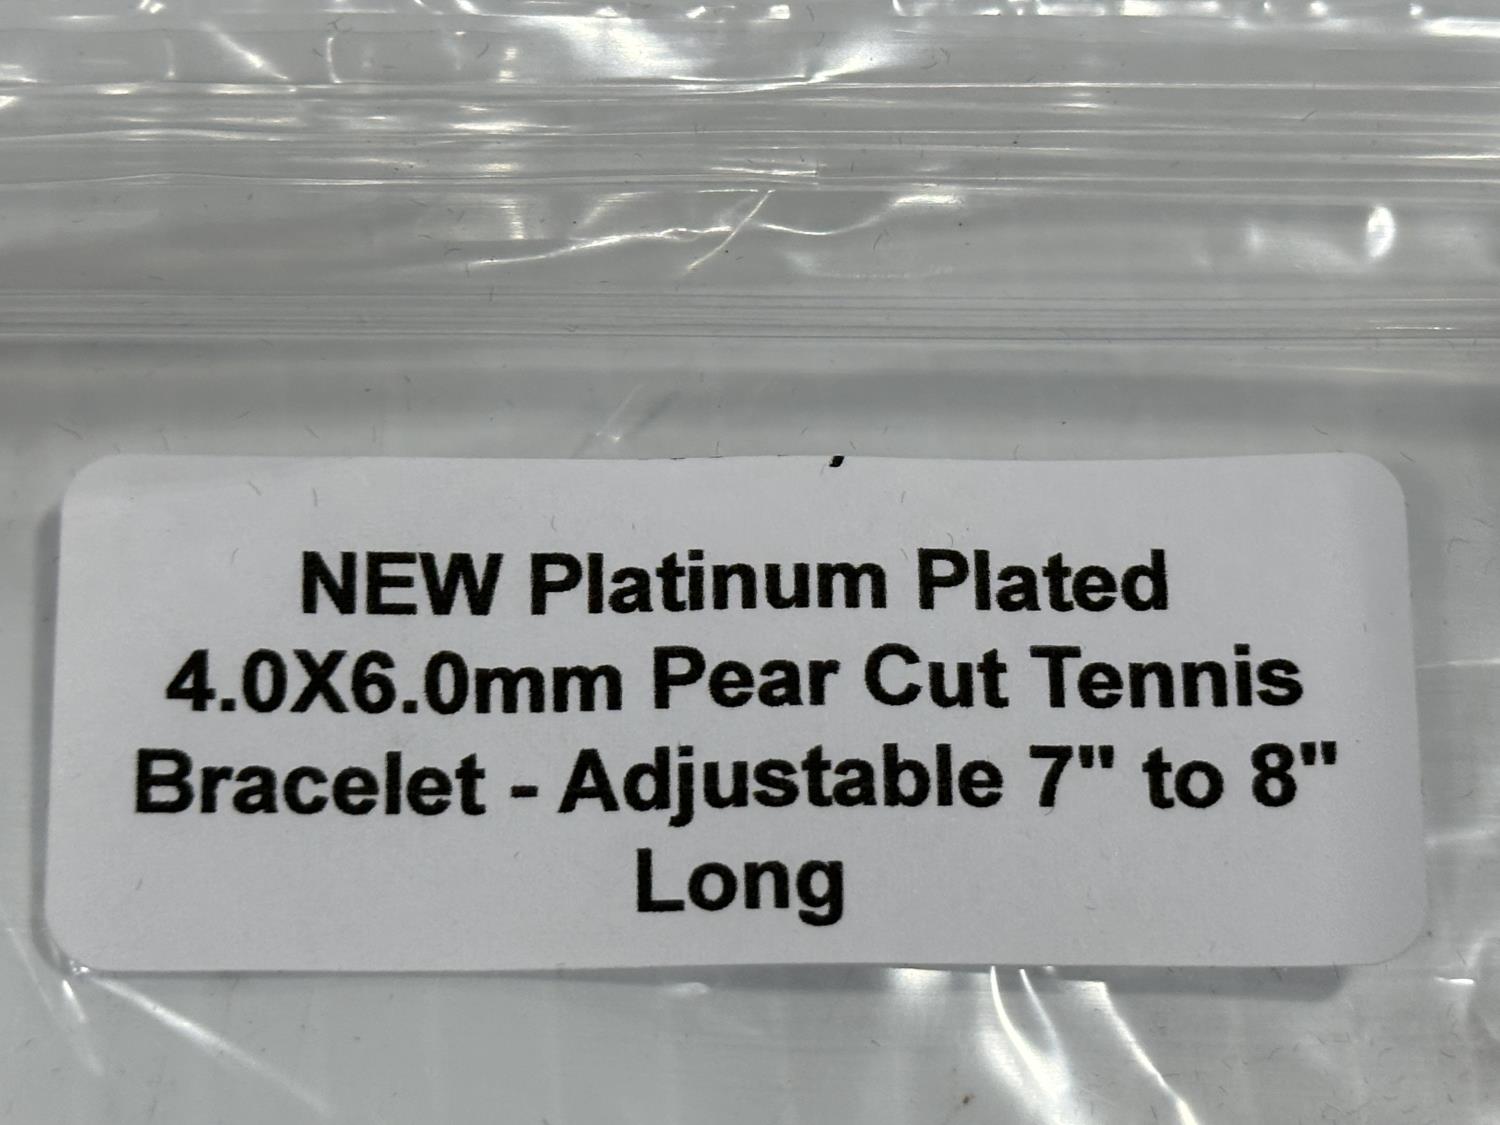 NEW Platinum Plated
4.0X6.0mm Pear Cut Tennis
Bracelet - Adjustable 7" to 8"
Long